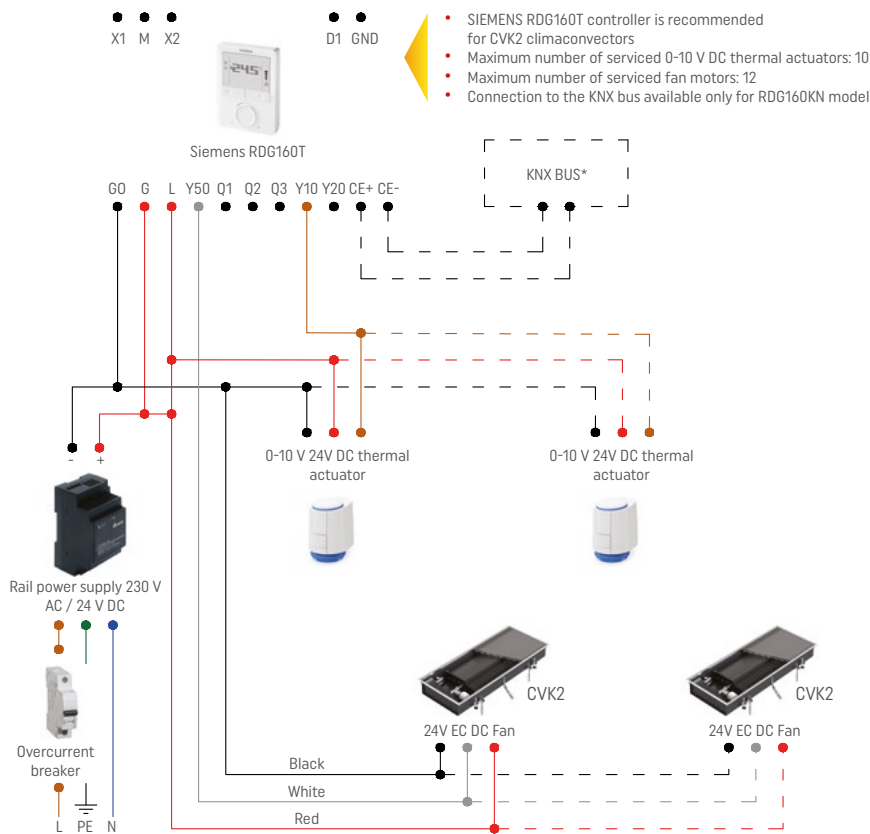 X1 M X2
D1 GND
• SIEMENS RDG160T controller is recommended
for CVK2 climaconvectors
• Maximum number of serviced 0-10 V DC thermal actuators: 10
• Maximum number of serviced fan motors: 12
• Connection to the KNX bus available only for RDG160KN model
24.5
Siemens RDG160T
KNX BUS*
G0 G L Y50 Q1 Q2 Q3 Y10 Y20 CE+ CE-
- +
0-10 V 24V DC thermal
actuator
0-10 V 24V DC thermal
actuator
Rail power supply 230 V
AC / 24 V DC
CVK2
CVK2
24V EC DC Fan
24V EC DC Fan
Overcurrent
breaker
Black
White
Red
L PE N